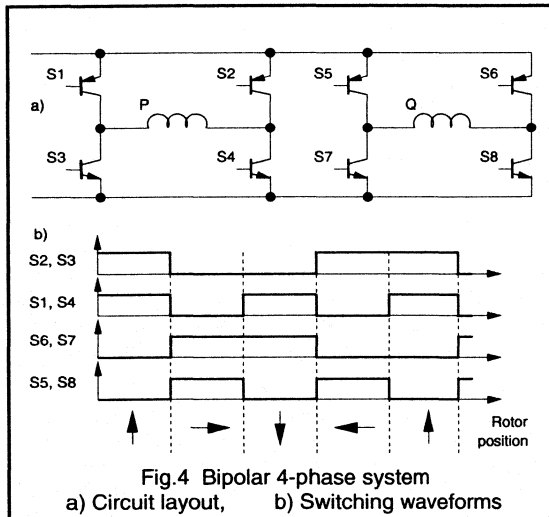 S1 S2 S5 S6
a) P Q
S3 S4 S7 S8
b)
S2, S3
S1, S4
S6, S7
S5, S8
Rotor
position
Fig.4 Bipolar 4-phase system
a) Circuit layout, b) Switching waveforms